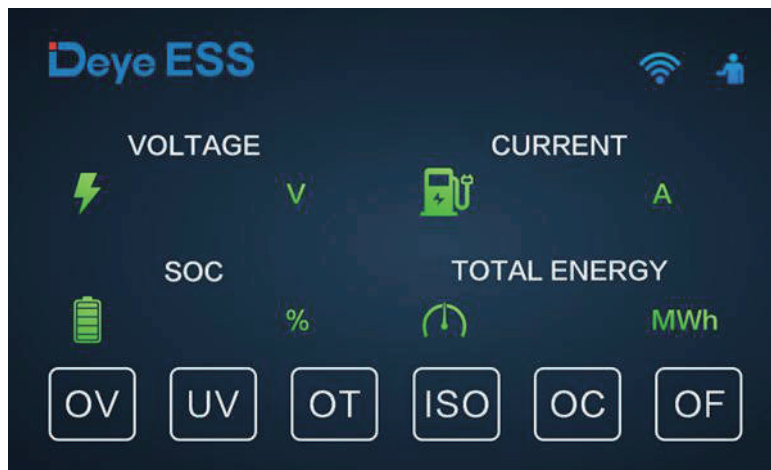 Deye ESS
VOLTAGE CURRENT
V A
SOC TOTAL ENERGY
% MWh
OV UV OT ISO OC OF